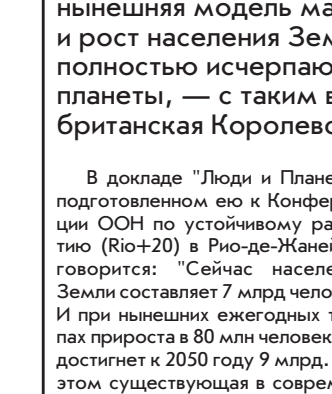 нынешняя модель ма
и рост населения Зем
полностью исчерпаю
планеты, — с таким в
британская Королевс
В докладе "Люди и Плане
подготовленном ею к Конфер
ции ООН по устойчивому ра
тию (Rio+20) в Рио-де-Жаней
говорится: "Сейчас населе
Земли составляет 7 млрд чело
И при нынешних ежегодных т
пах прироста в 80 млн человек
достигнет к 2050 году 9 млрд.
этом существующая в соврем